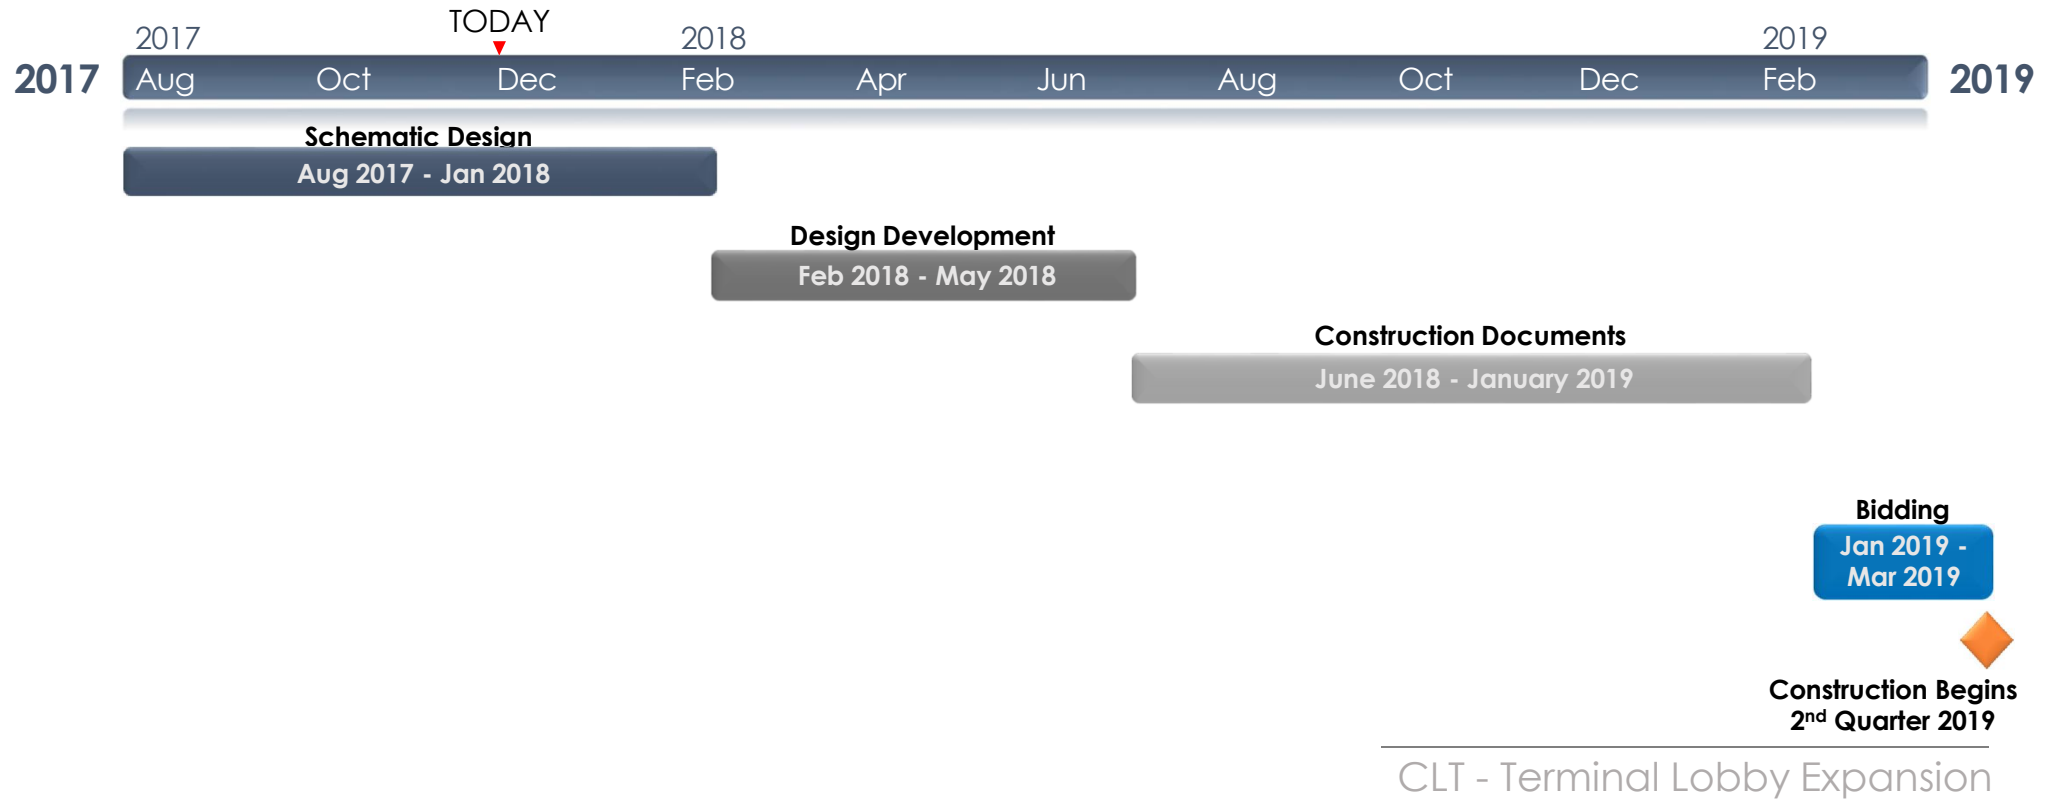 TODAY
2017 2018 2019
2017 Aug Oct Dec Feb Apr Jun Aug Oct Dec Feb 2019
Schematic Design
Aug 2017 - Jan 2018
Design Development
Feb 2018 - May 2018
Construction Documents
June 2018 - January 2019
Bidding
Jan 2019 -
Mar 2019
Construction Begins
2nd Quarter 2019
CLT - Terminal Lobby Expansion